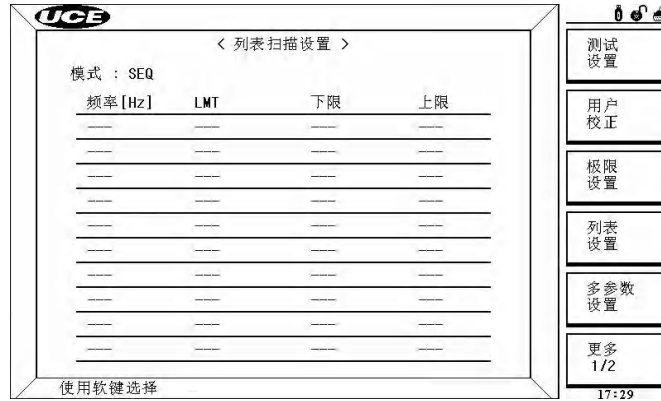 UCE
< 列表扫描设置 >
模式 : SEQ
频率[Hz] LMT 下限 上限
--- --- --- ---
--- --- --- ---
--- --- --- ---
--- --- --- ---
--- --- --- ---
--- --- --- ---
--- --- --- ---
--- --- --- ---
--- --- --- ---
--- --- --- ---
使用软键选择
测试
设置
用户
校正
极限
设置
列表
设置
多参数
设置
更多
1/2
17:29